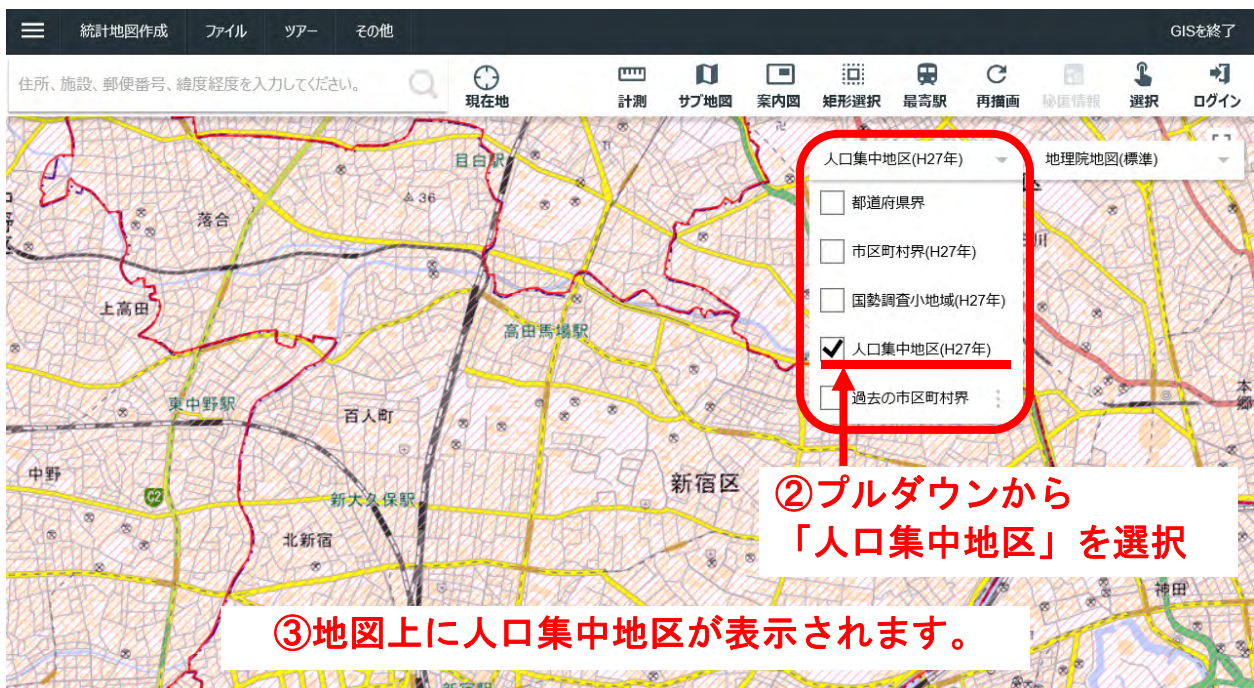 統計地図作成 ファイル ツアー その他 GISを終了
住所、施設、郵便番号、緯度経度を入力してください。
現在地 計測 サブ地図 案内図 矩形選択 最寄駅 再描画 秘匿情報 選択 ログイン
人口集中地区(H27年) 地理院地図(標準)
都道府県界
市区町村界(H27年)
国勢調査小地域(H27年)
人口集中地区(H27年)
過去の市区町村界
目白駅
36
落合
上高田
高田馬場駅
東中野駅
百人町
本郷
中野
C2
新大久保駅
新宿区
北新宿
神田
②プルダウンから
「人口集中地区」を選択
③地図上に人口集中地区が表示されます。